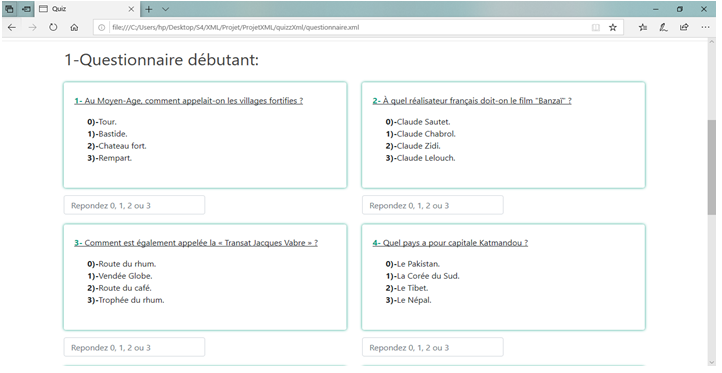 Quiz
file:///C:/Users/hp/Desktop/S4/XML/Projet/ProjetXML/quizzXml/questionnaire.xml
1-Questionnaire débutant:
1- Au Moyen-Age, comment appelait-on les villages fortifies ?
0)-Tour.
1)-Bastide.
2)-Chateau fort.
3)-Rempart.
Repondez 0, 1, 2 ou 3
2- À quel réalisateur français doit-on le film "Banzaï" ?
0)-Claude Sautet.
1)-Claude Chabrol.
2)-Claude Zidi.
3)-Claude Lelouch.
Repondez 0, 1, 2 ou 3
3- Comment est également appelée la « Transat Jacques Vabre » ?
0)-Route du rhum.
1)-Vendée Globe.
2)-Route du café.
3)-Trophée du rhum.
Repondez 0, 1, 2 ou 3
4- Quel pays a pour capitale Katmandou ?
0)-Le Pakistan.
1)-La Corée du Sud.
2)-Le Tibet.
3)-Le Népal.
Repondez 0, 1, 2 ou 3